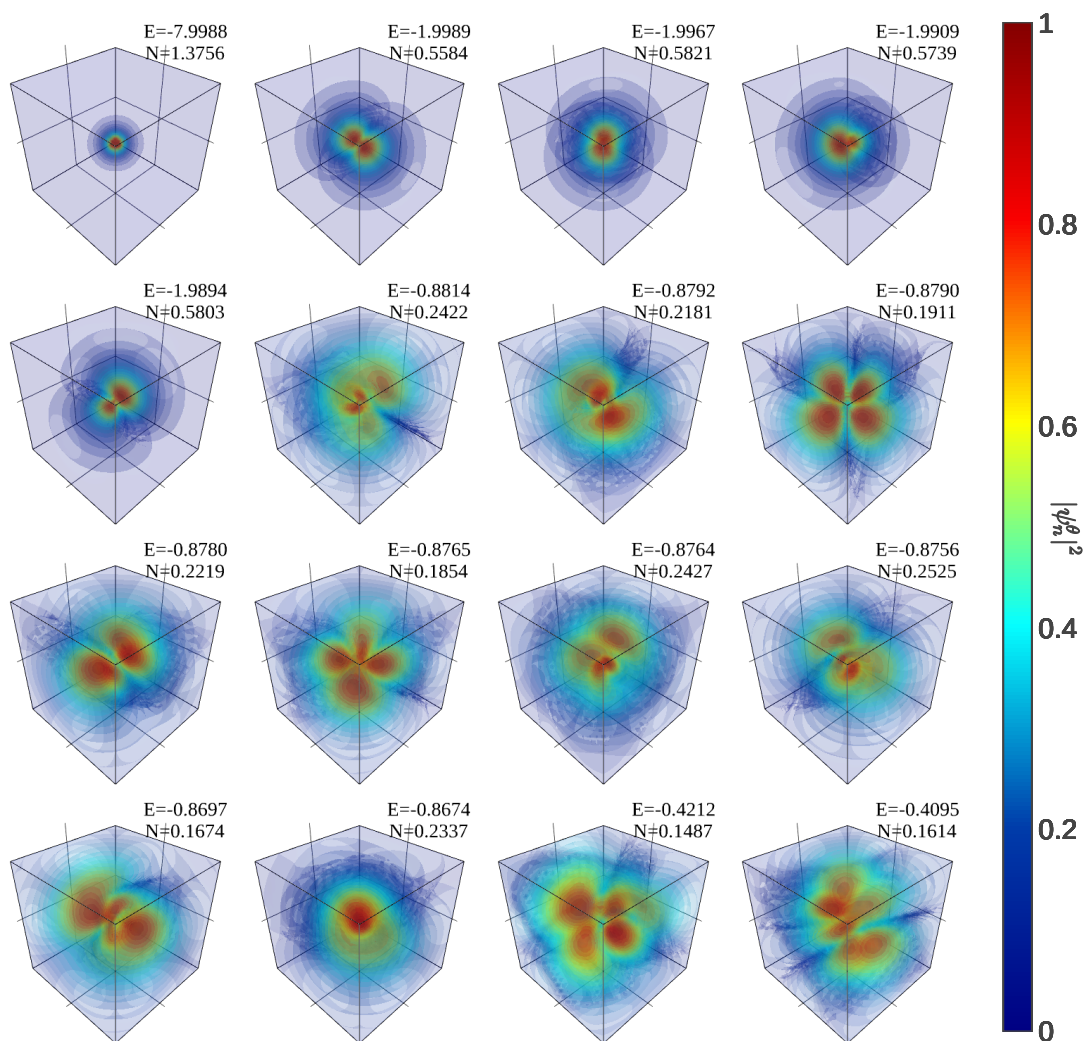 E=-7.9988
N=1.3756
E=-1.9989
N=0.5584
E=-1.9967
N=0.5821
E=-1.9909
N=0.5739
E=-1.9894
N=0.5803
E=-0.8814
N=0.2422
E=-0.8792
N=0.2181
E=-0.8790
N=0.1911
E=-0.8780
N=0.2219
E=-0.8765
N=0.1854
E=-0.8764
N=0.2427
E=-0.8756
N=0.2525
E=-0.8697
N=0.1674
E=-0.8674
N=0.2337
E=-0.4212
N=0.1487
E=-0.4095
N=0.1614
1
0.8
0.6
0.4
0.2
0
|ψₙ^θ|²